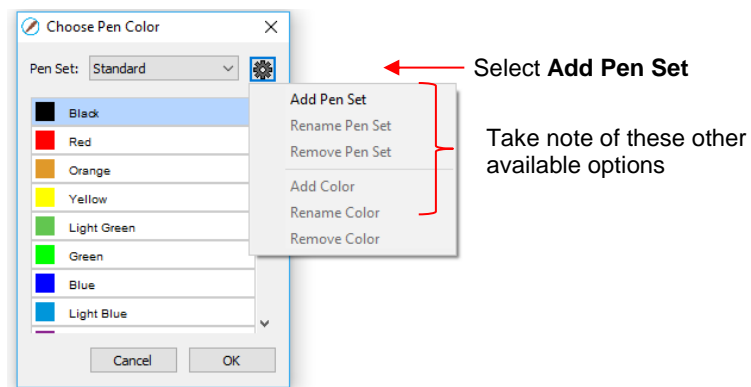 Choose Pen Color
Pen Set: Standard
Black
Red
Orange
Yellow
Light Green
Green
Blue
Light Blue
Cancel OK
Add Pen Set
Rename Pen Set
Remove Pen Set
Add Color
Rename Color
Remove Color
Select Add Pen Set
Take note of these other
available options